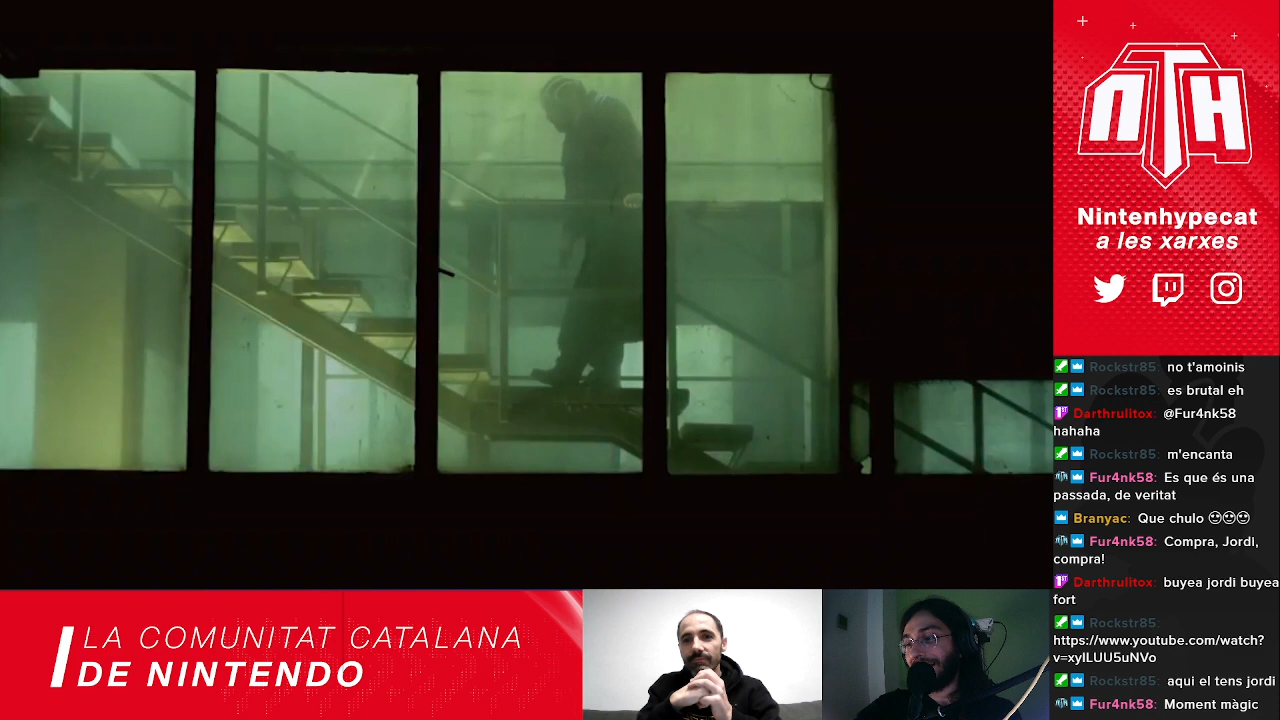 NTH
Nintenhypecat
a les xarxes
Rockstr85: no t'amoinis
Rockstr85: es brutal eh
Darthrulitox: @Fur4nk58
hahaha
Rockstr85: m'encanta
Fur4nk58: Es que és una
passada, de veritat
Branyac: Que chulo 😍😍😍
Fur4nk58: Compra, Jordi,
compra!
Darthrulitox: buyea jordi buyea
fort
Rockstr85:
https://www.youtube.com/watch?
v=xylLUU5uNVo
Rockstr85: aqui el tens jordi
Fur4nk58: Moment màgic
LA COMUNITAT CATALANA
DE NINTENDO